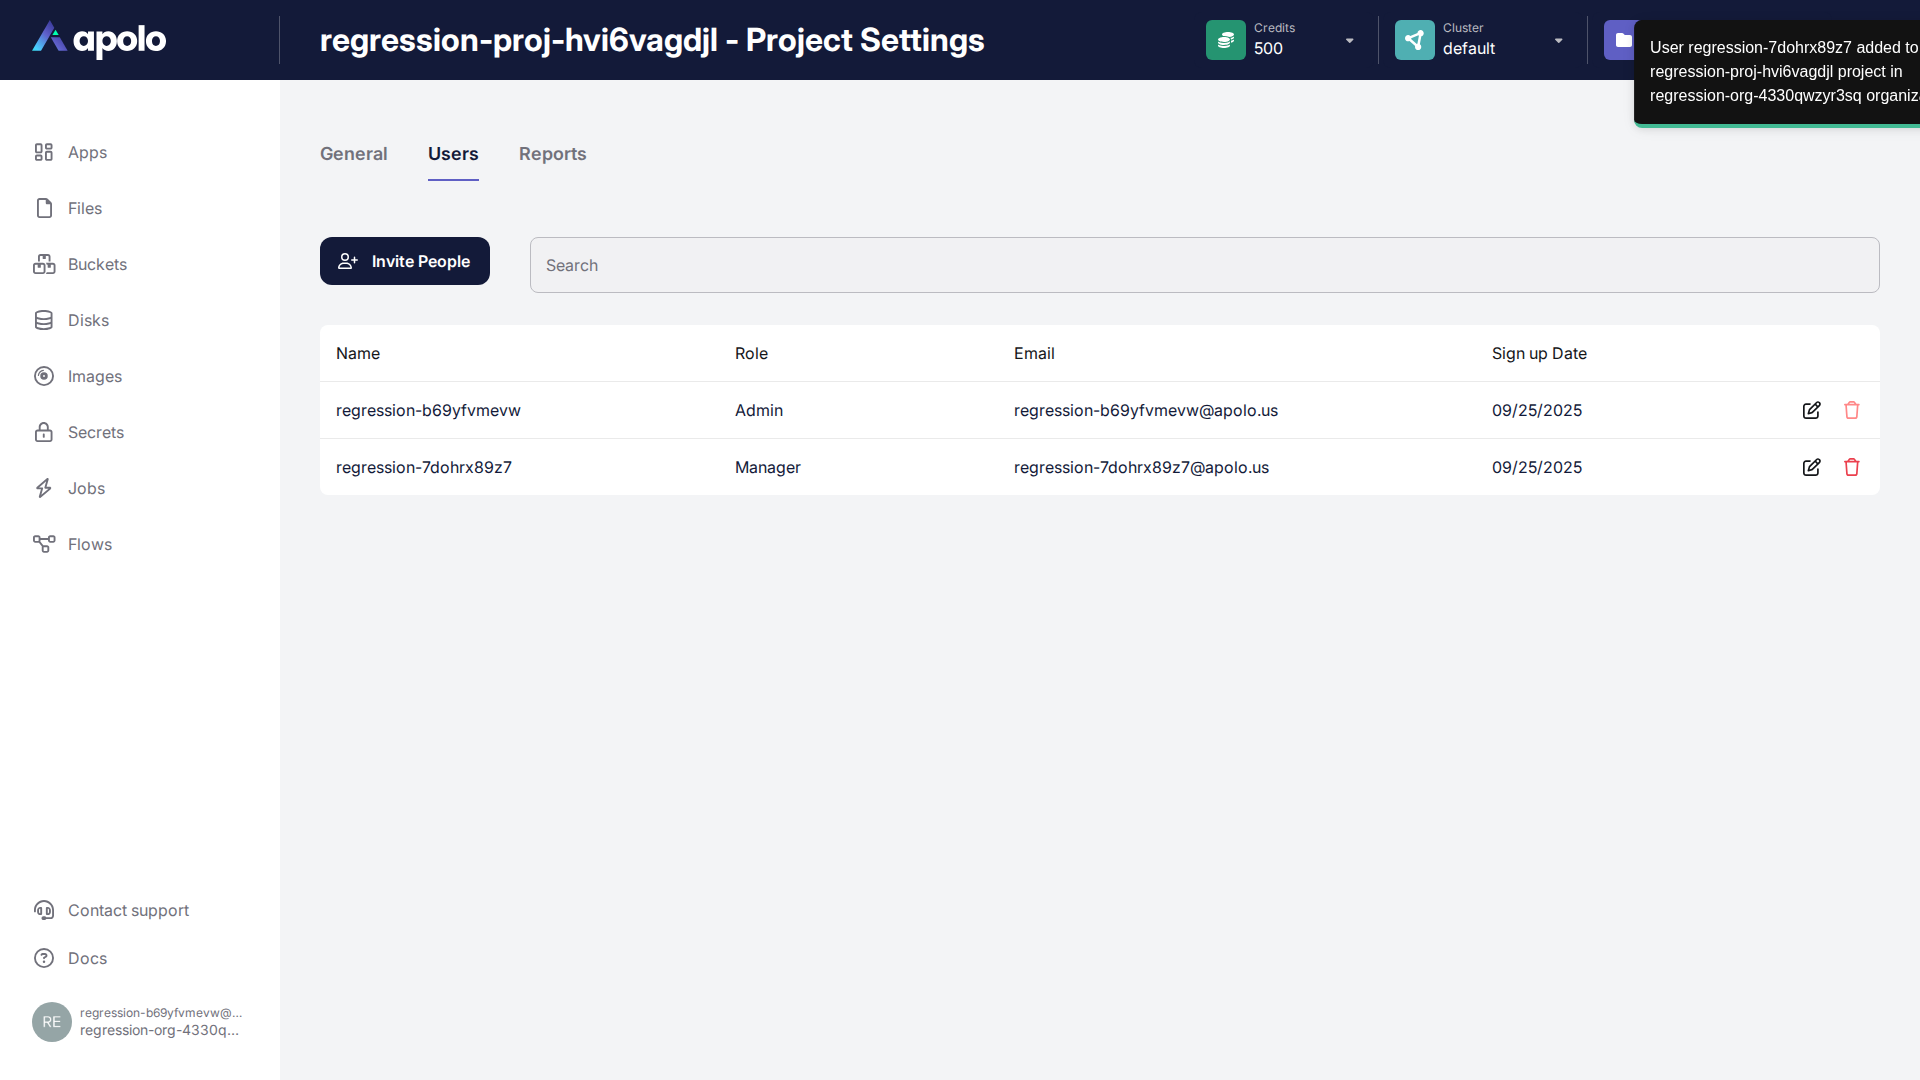 apolo
regression-proj-hvi6vagdjl - Project Settings
Credits
500
Cluster
default
User regression-7dohrx89z7 added to
regression-proj-hvi6vagdjl project in
regression-org-4330qwzyr3sq
Apps
Files
Buckets
Disks
Images
Secrets
Jobs
Flows
General
Users
Reports
Invite People
Search
Name Role Email Sign up Date
regression-b69yfvmevw Admin regression-b69yfvmevw@apolo.us 09/25/2025
regression-7dohrx89z7 Manager regression-7dohrx89z7@apolo.us 09/25/2025
Contact support
Docs
RE
regression-b69yfvmevw@...
regression-org-4330q...